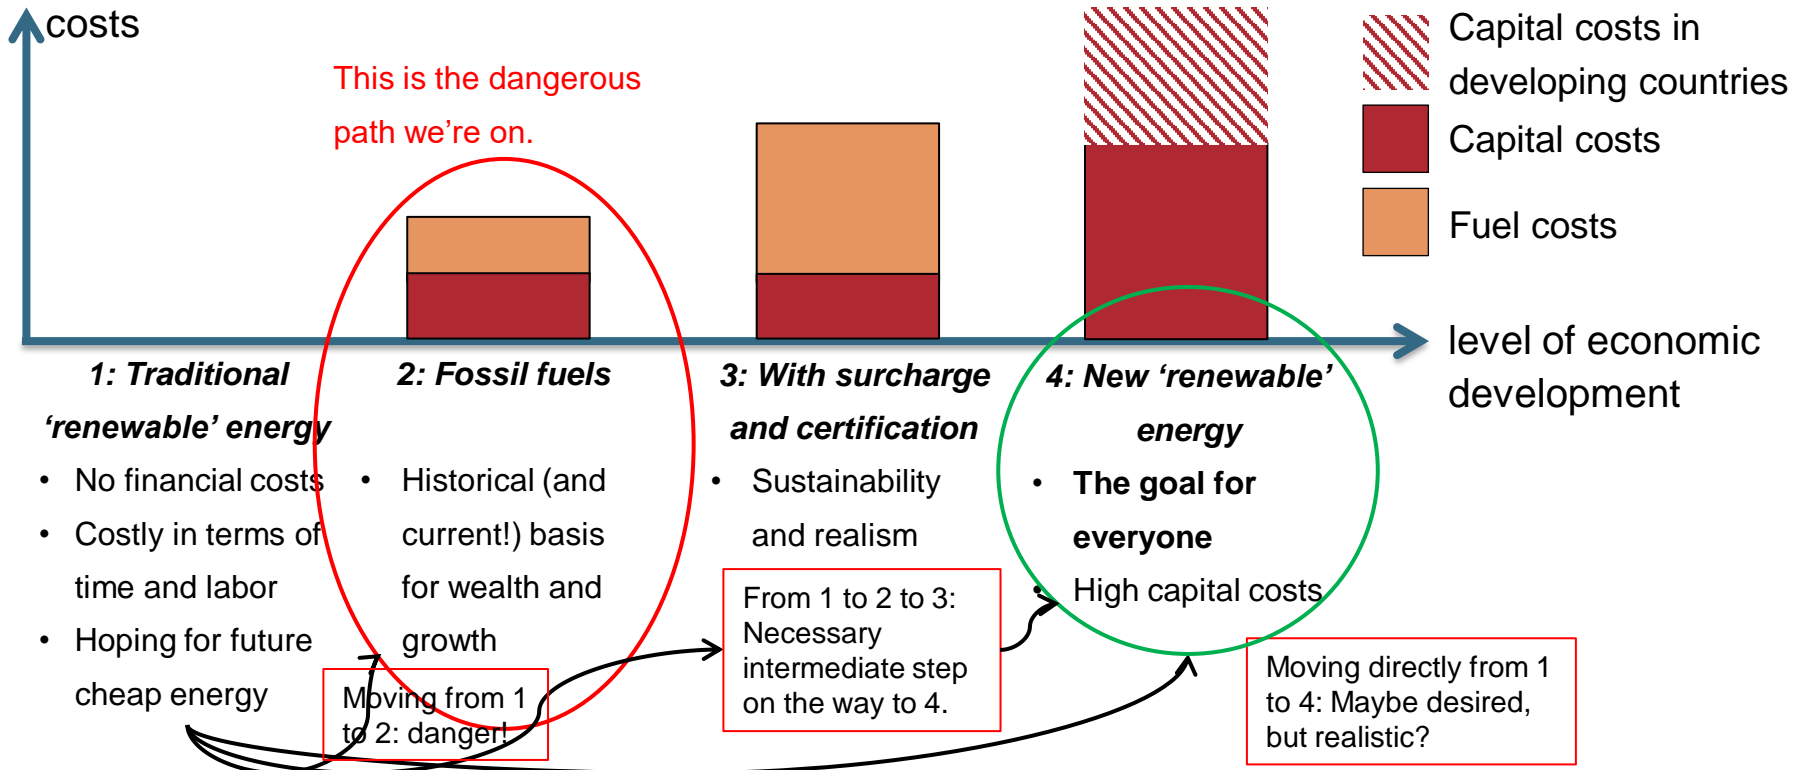 costs
This is the dangerous
path we’re on.
Capital costs in
developing countries
Capital costs
Fuel costs
level of economic
development
1: Traditional
‘renewable’ energy
• No financial costs
• Costly in terms of
time and labor
• Hoping for future
cheap energy
2: Fossil fuels
• Historical (and
current!) basis
for wealth and
growth
Moving from 1
to 2: danger!
3: With surcharge
and certification
• Sustainability
and realism
From 1 to 2 to 3:
Necessary
intermediate step
on the way to 4.
4: New ‘renewable’
energy
• The goal for
everyone
• High capital costs
Moving directly from 1
to 4: Maybe desired,
but realistic?